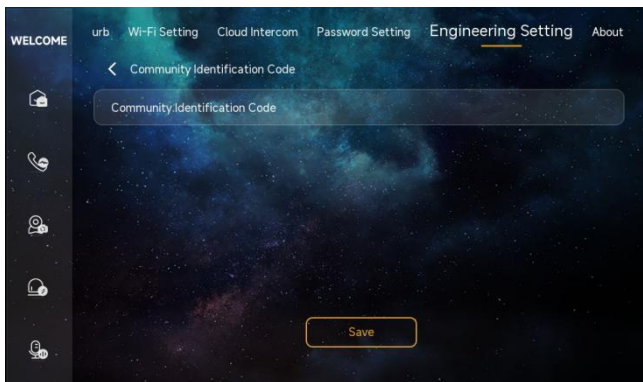 WELCOME
urb Wi-Fi Setting Cloud Intercom Password Setting Engineering Setting About
Community Identification Code
Community.Identification Code
Save